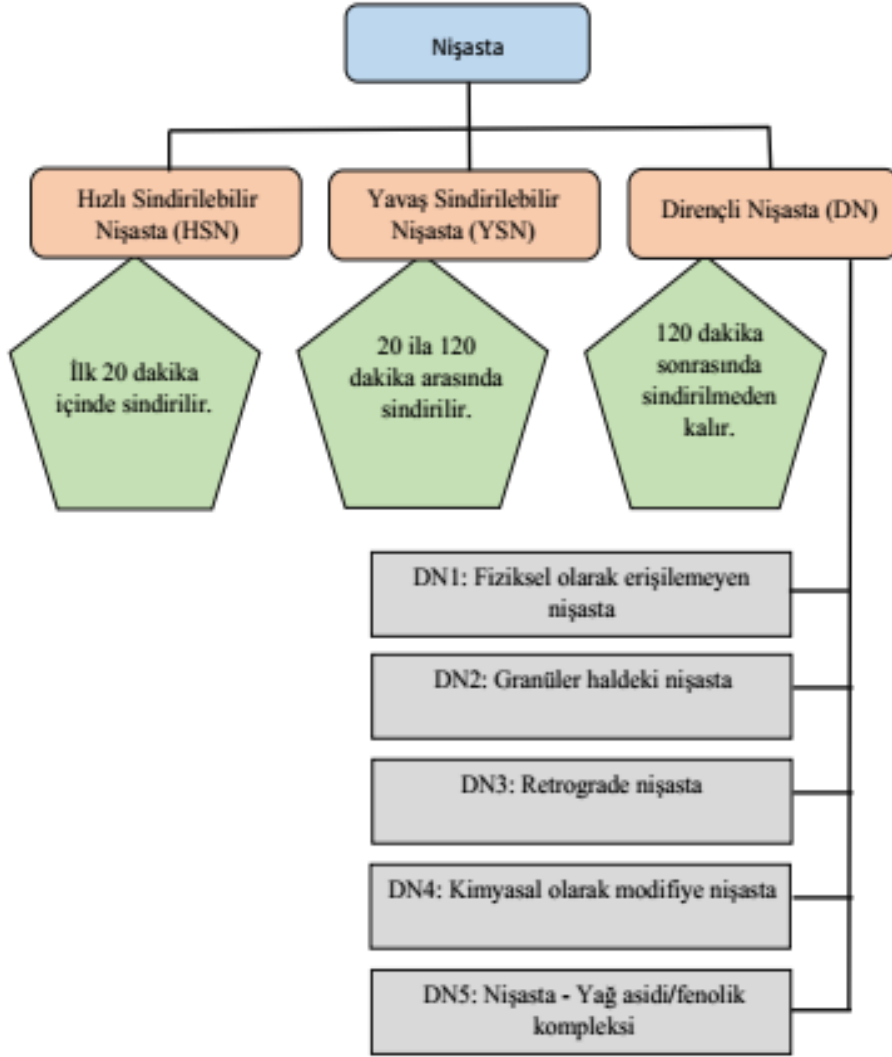 Nişasta
Hızlı Sindirilebilir
Nişasta (HSN)
Yavaş Sindirilebilir
Nişasta (YSN)
Dirençli Nişasta (DN)
İlk 20 dakika
içinde sindirilir.
20 ila 120
dakika arasında
sindirilir.
120 dakika
sonrasında
sindirilmeden
kalır.
DN1: Fiziksel olarak erişilemeyen
nişasta
DN2: Granüler haldeki nişasta
DN3: Retrograde nişasta
DN4: Kimyasal olarak modifiye nişasta
DN5: Nişasta - Yağ asidi/fenolik
kompleksi